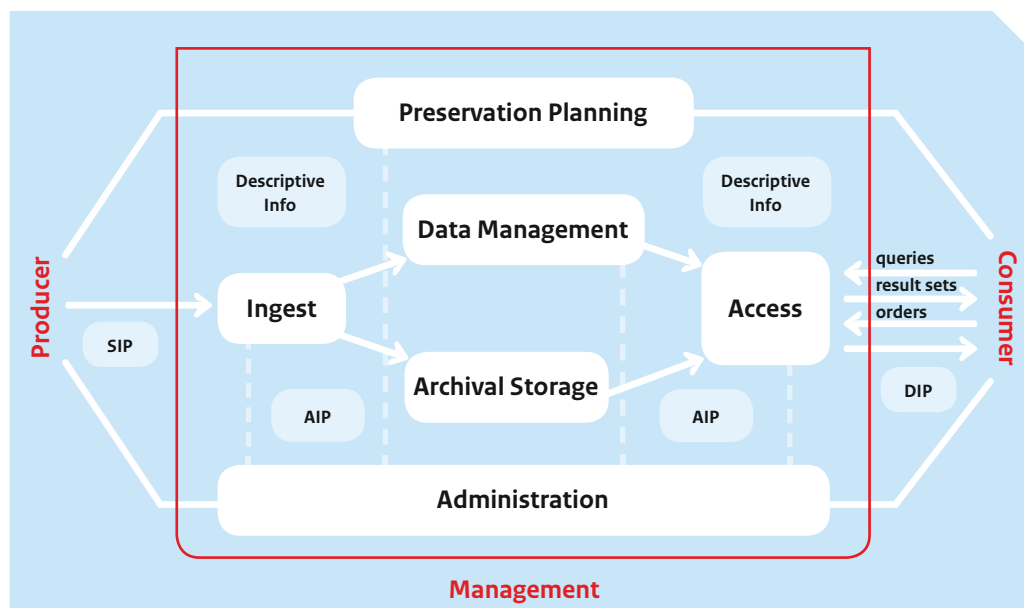 Preservation Planning
Descriptive
Info
Descriptive
Info
Data Management
Producer
SIP
Ingest
Access
queries
result sets
orders
Consumer
DIP
Archival Storage
AIP
AIP
Administration
Management